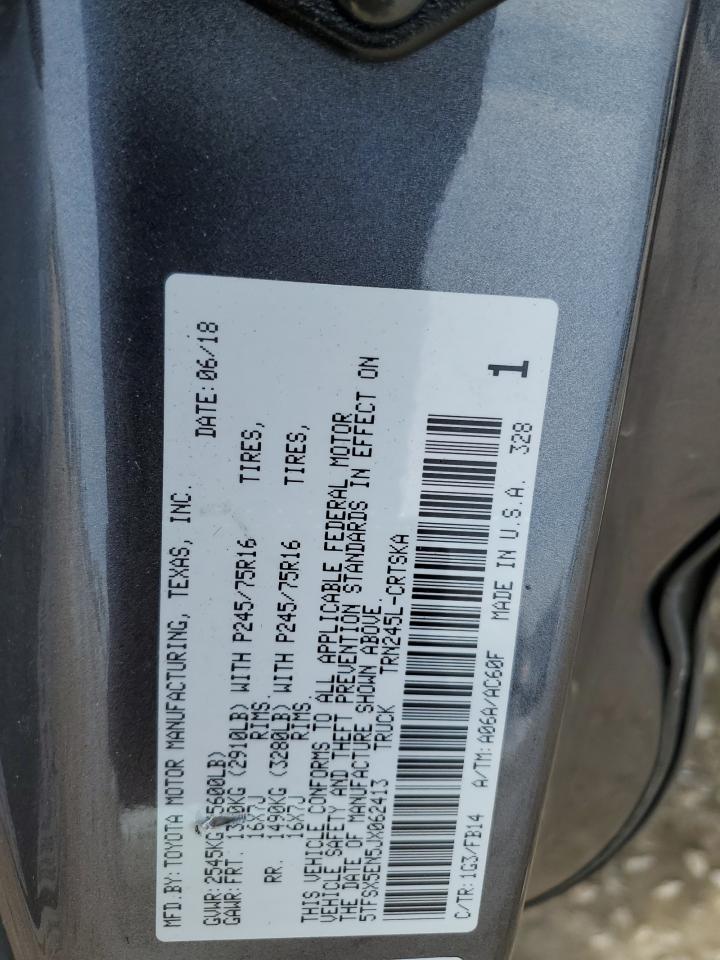 MFD.BY: TOYOTA MOTOR MANUFACTURING, TEXAS, INC.
DATE: 06/18
GVWR: 2545KG (5600LB)
GAWR: FRT. KG (2910LB) WITH P245/75R16 TIRES,
16X7J RIMS.
RR. 1490KG (3280LB) WITH P245/75R16 TIRES,
16X7J RIMS.
THIS VEHICLE CONFORMS TO ALL APPLICABLE FEDERAL MOTOR
VEHICLE SAFETY AND THEFT PREVENTION STANDARDS IN EFFECT ON
THE DATE OF MANUFACTURE SHOWN ABOVE.
5TFSX5EN5JX062413 TRUCK TRN245L-CRTSKA
C/TR: 1G3/FB14 A/TM: A06A/AC60F MADE IN U.S.A. 328
1